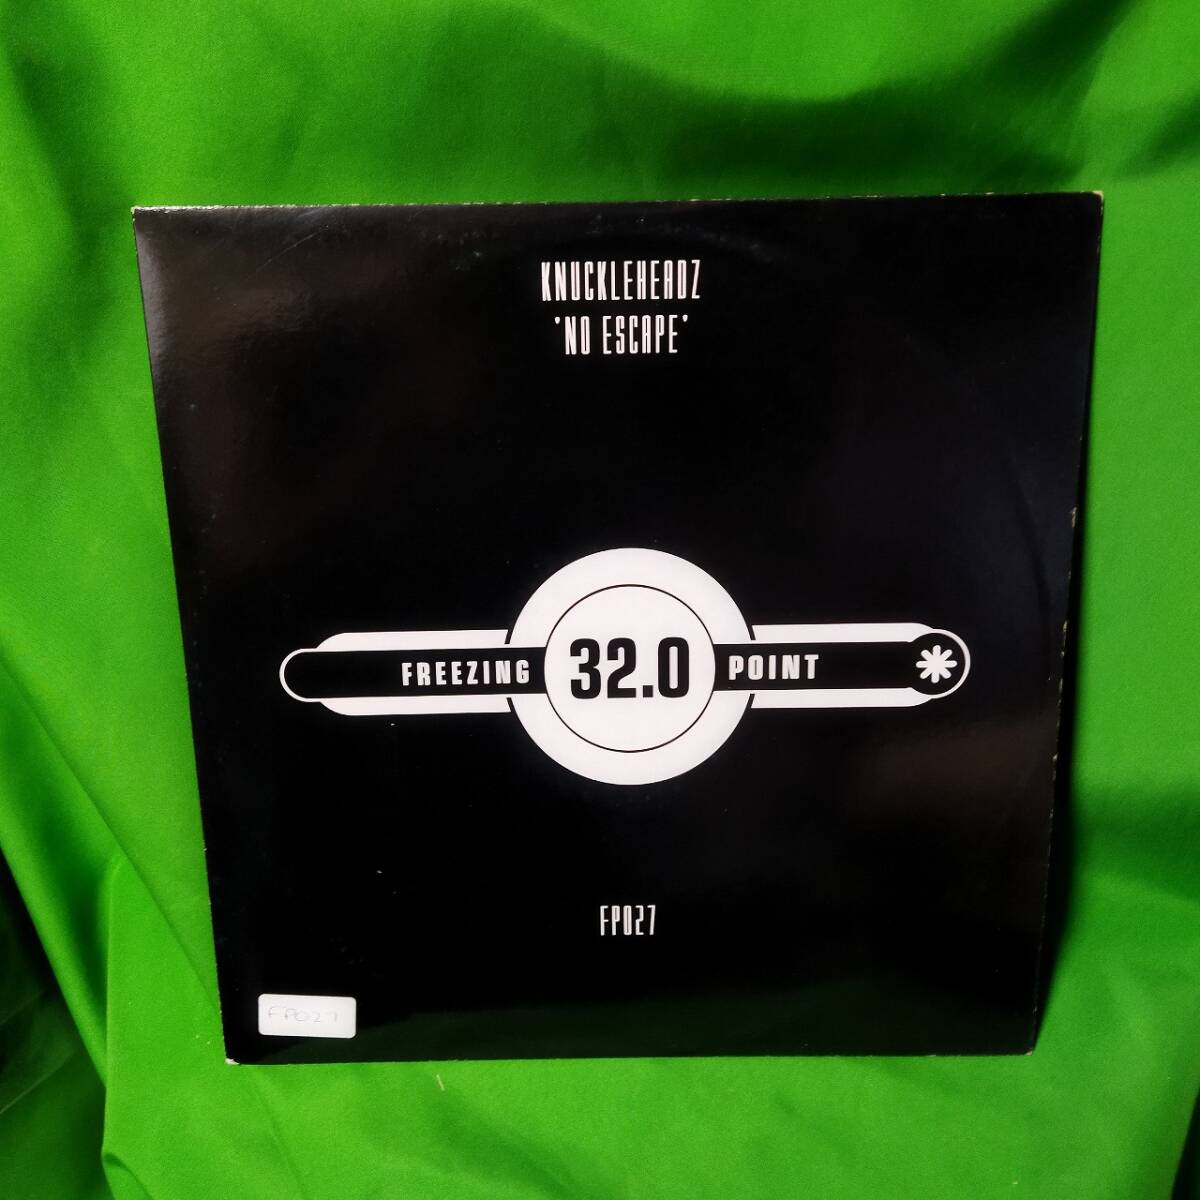 KNUCKLEHEADZ
'NO ESCAPE'
FREEZING 32.0 POINT
FP027
FP027